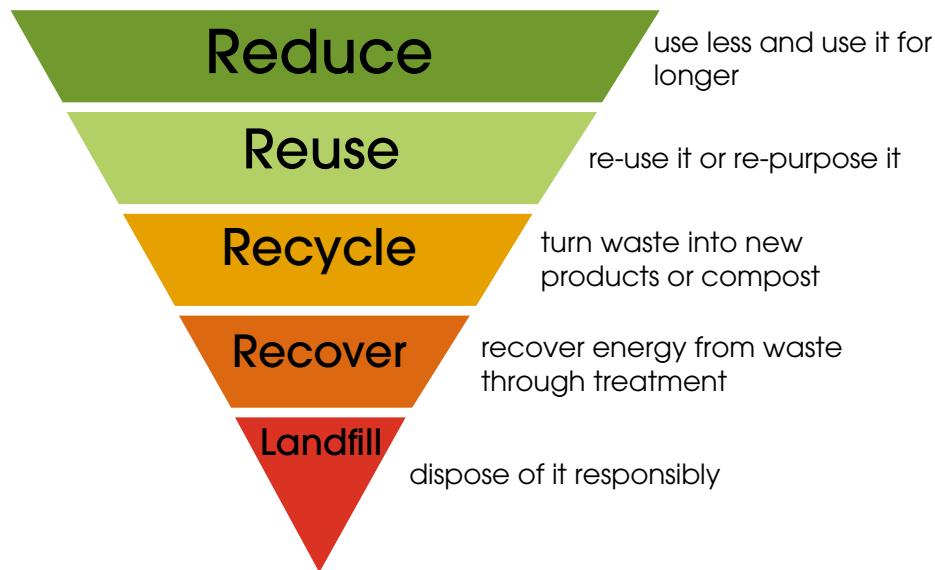 Reduce
use less and use it for
longer
Reuse
re-use it or re-purpose it
Recycle
turn waste into new
products or compost
Recover
recover energy from waste
through treatment
Landfill
dispose of it responsibly